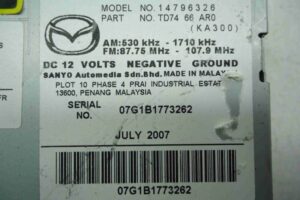 MODEL NO. 14796326
PART NO. TD74 66 AR0
(KA300)
AM:530 kHz - 1710 kHz
FM:87.75 MHz - 107.9 MHz
DC 12 VOLTS NEGATIVE GROUND
SANYO Automedia Sdn.Bhd. MADE IN MALAY
PLOT 10 PHASE 4 PRAI INDUSTRIAL ESTAT
13600, PENANG MALAYSIA
FR
SERIAL
NO.
07G1B1773262
JULY 2007
07G1B1773262